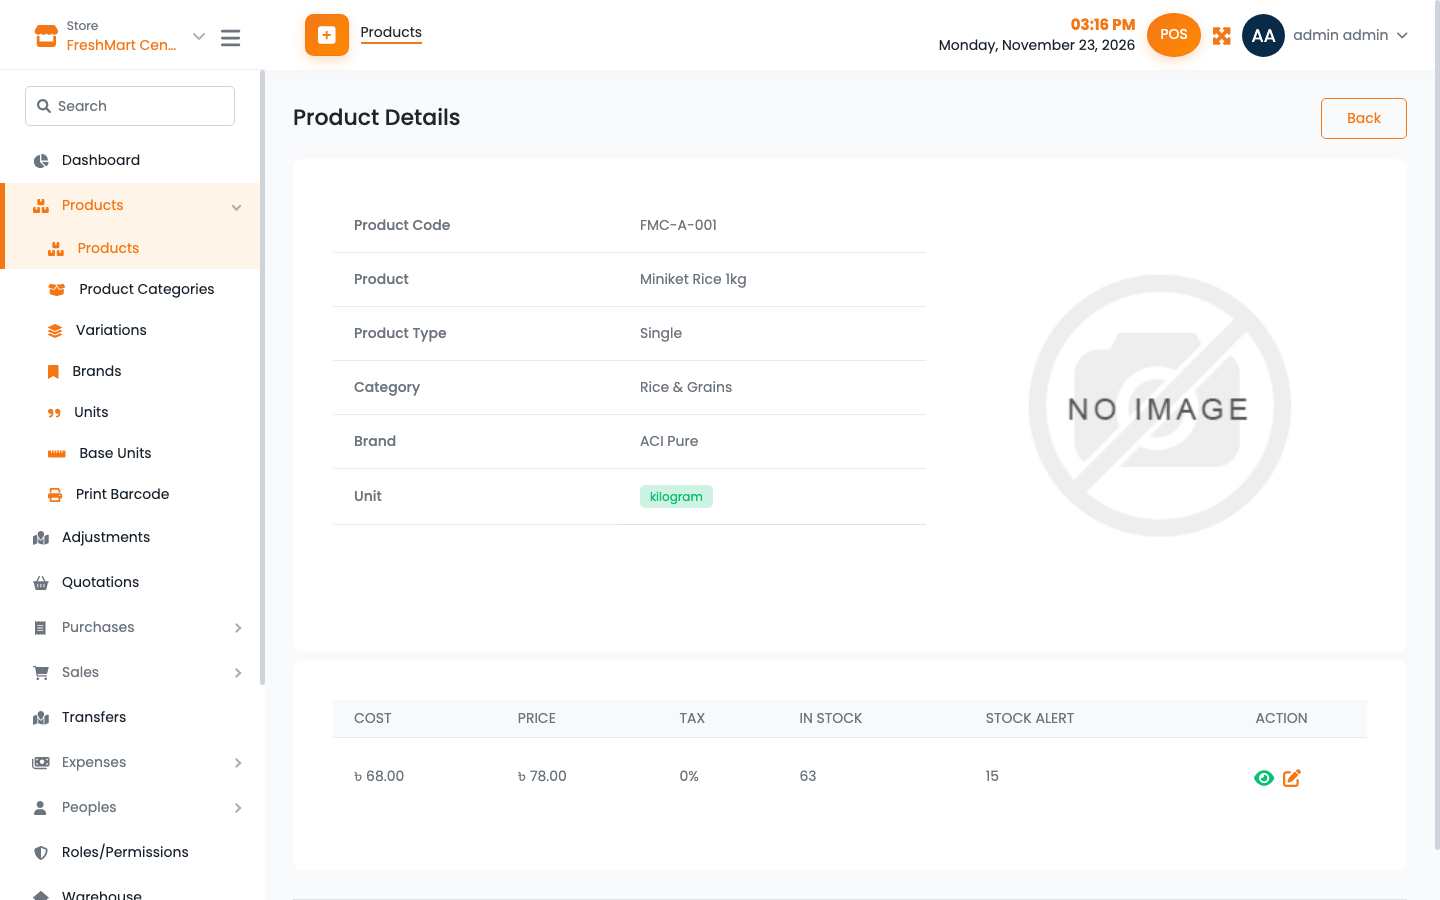 Store
FreshMart Cen...
Products
03:16 PM
Monday, November 23, 2026
POS
AA
admin admin
Search
Dashboard
Products
Products
Product Categories
Variations
Brands
Units
Base Units
Print Barcode
Adjustments
Quotations
Purchases
Sales
Transfers
Expenses
Peoples
Roles/Permissions
Warehouse
Product Details
Back
Product Code FMC-A-001
Product Miniket Rice 1kg
Product Type Single
Category Rice & Grains
Brand ACI Pure
Unit kilogram
NO IMAGE
COST PRICE TAX IN STOCK STOCK ALERT ACTION
৳ 68.00 ৳ 78.00 0% 63 15